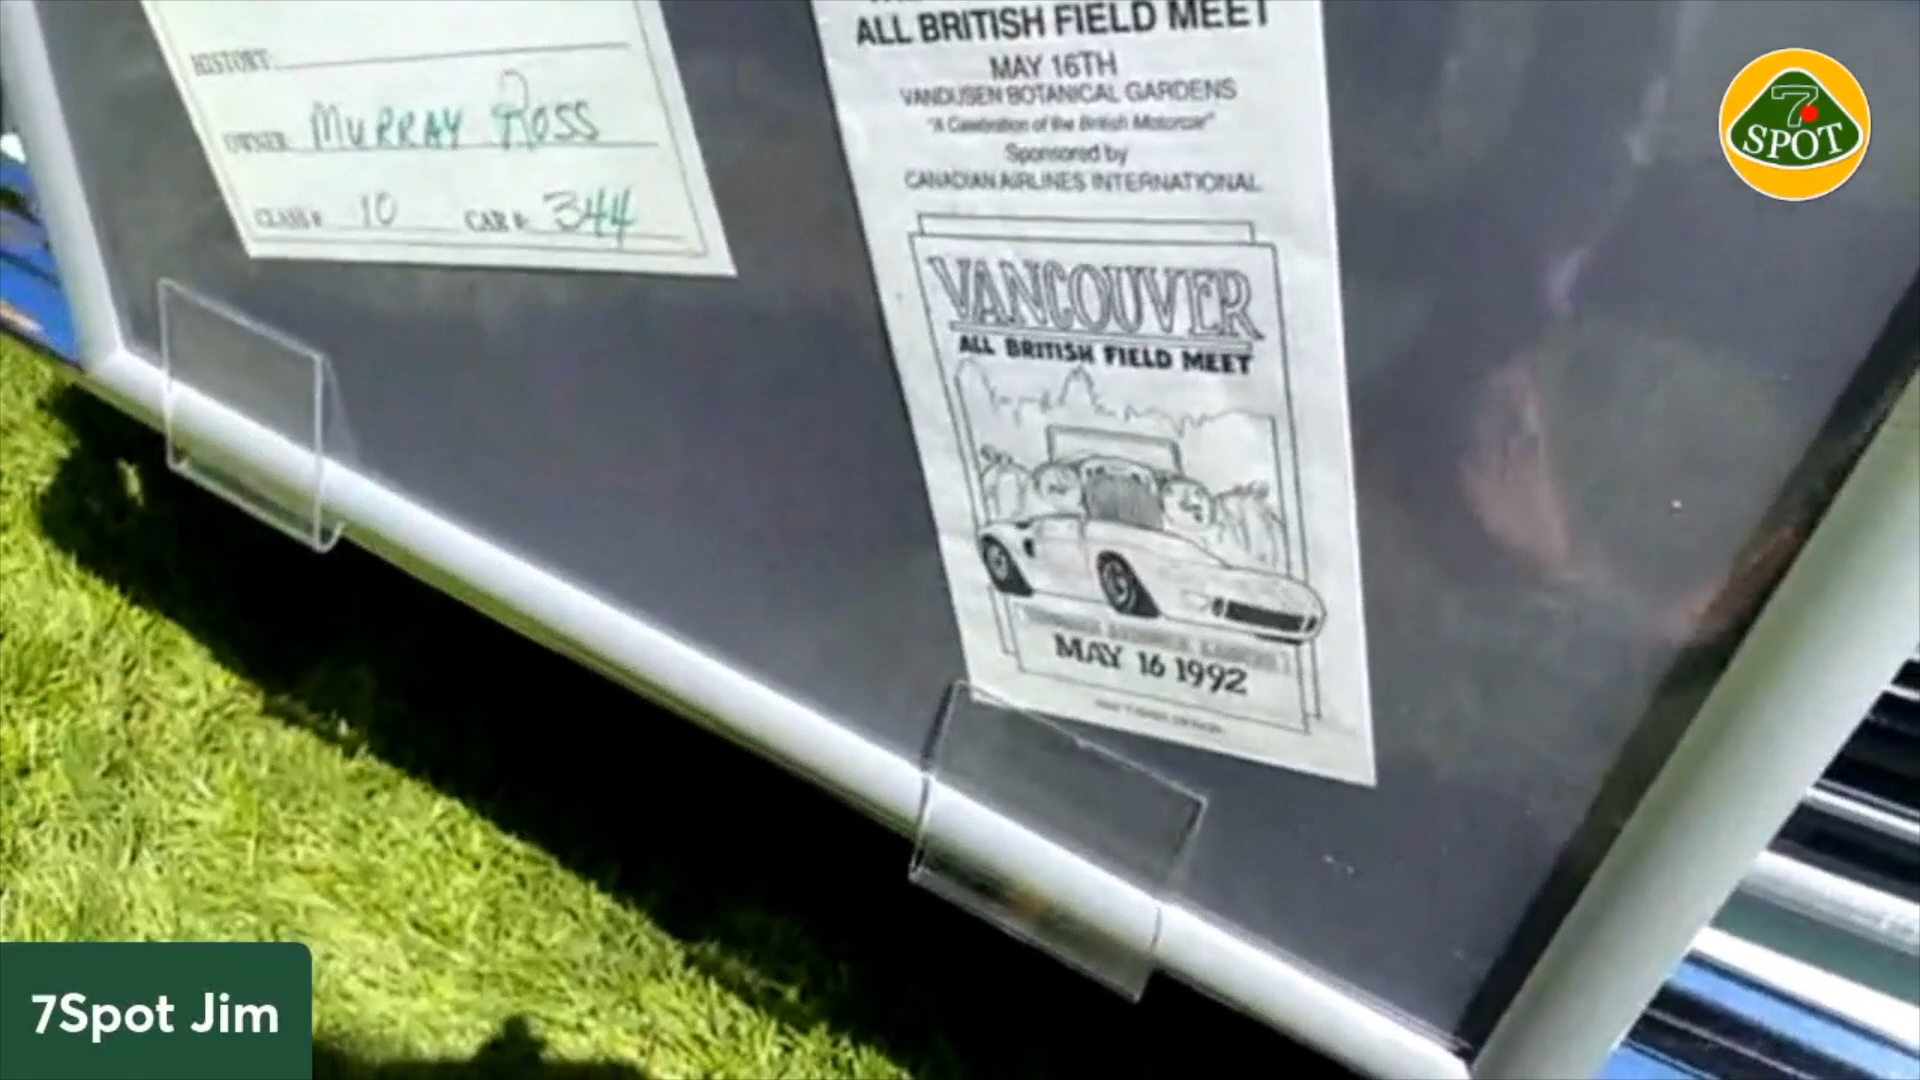 HISTORY:
OWNER MURRAY ROSS
CLASS # 10 CAR #: 344
ALL BRITISH FIELD MEET
MAY 16TH
VANDUSEN BOTANICAL GARDENS
"A Celebration of the British Motorcar"
Sponsored by
CANADIAN AIRLINES INTERNATIONAL
VANCOUVER
ALL BRITISH FIELD MEET
MAY 16 1992
7
SPOT
7Spot Jim